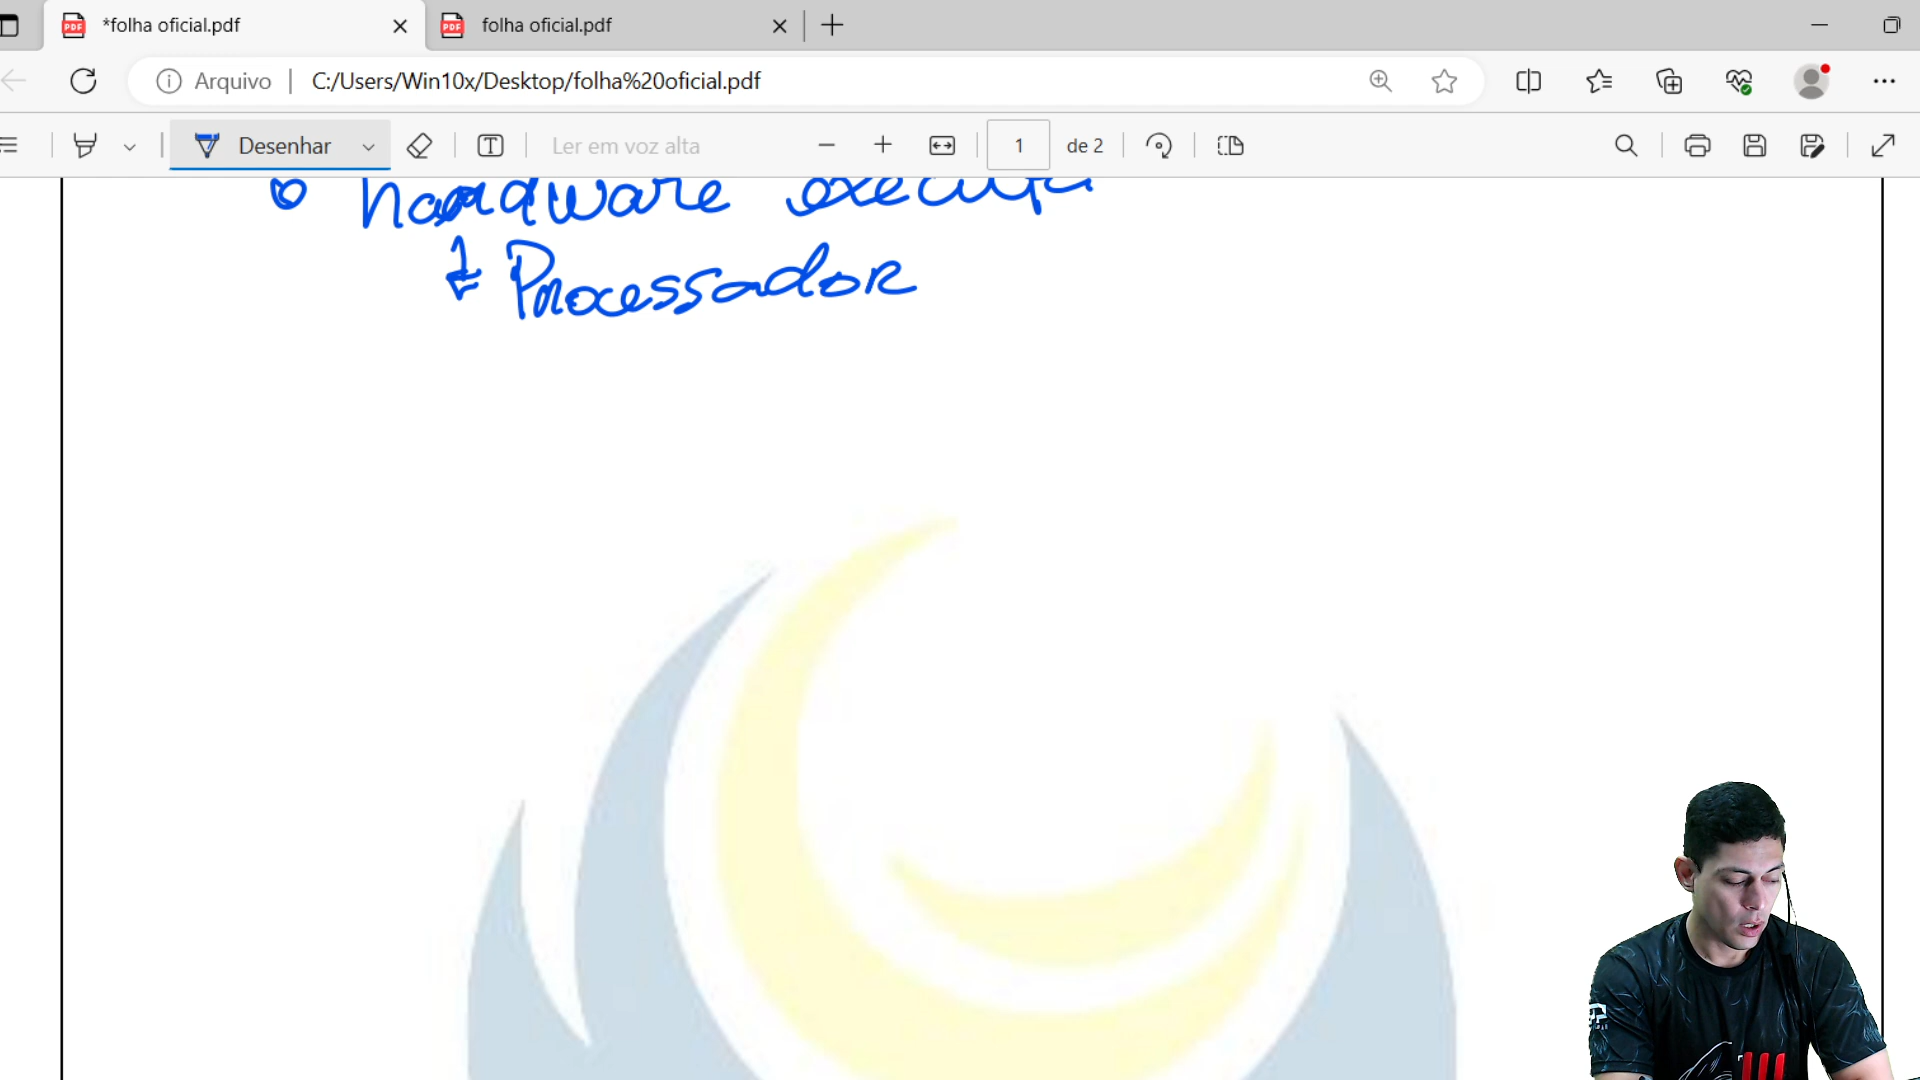 *folha oficial.pdf
folha oficial.pdf
Arquivo
C:/Users/Win10x/Desktop/folha%20oficial.pdf
Desenhar
Ler em voz alta
1
de 2
o hardware executa
Processador